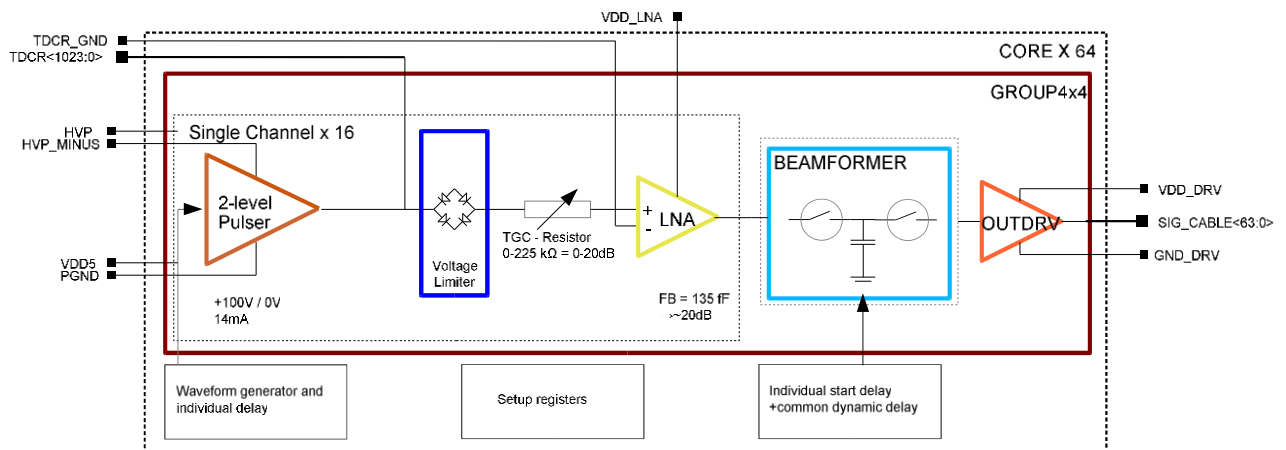 VDD_LNA
TDCR_GND
TDCR<1023:0>
CORE X 64
GROUP4x4
HVP
HVP_MINUS
Single Channel x 16
BEAMFORMER
2-level
Pulser
+
-
LNA
VDD_DRV
OUTDRV
SIG_CABLE<63:0>
TGC - Resistor
0-225 kΩ = 0-20dB
GND_DRV
VDD5
PGND
Voltage
Limiter
+100V / 0V
14mA
FB = 135 fF
>~20dB
Waveform generator and
individual delay
Setup registers
Individual start delay
+common dynamic delay